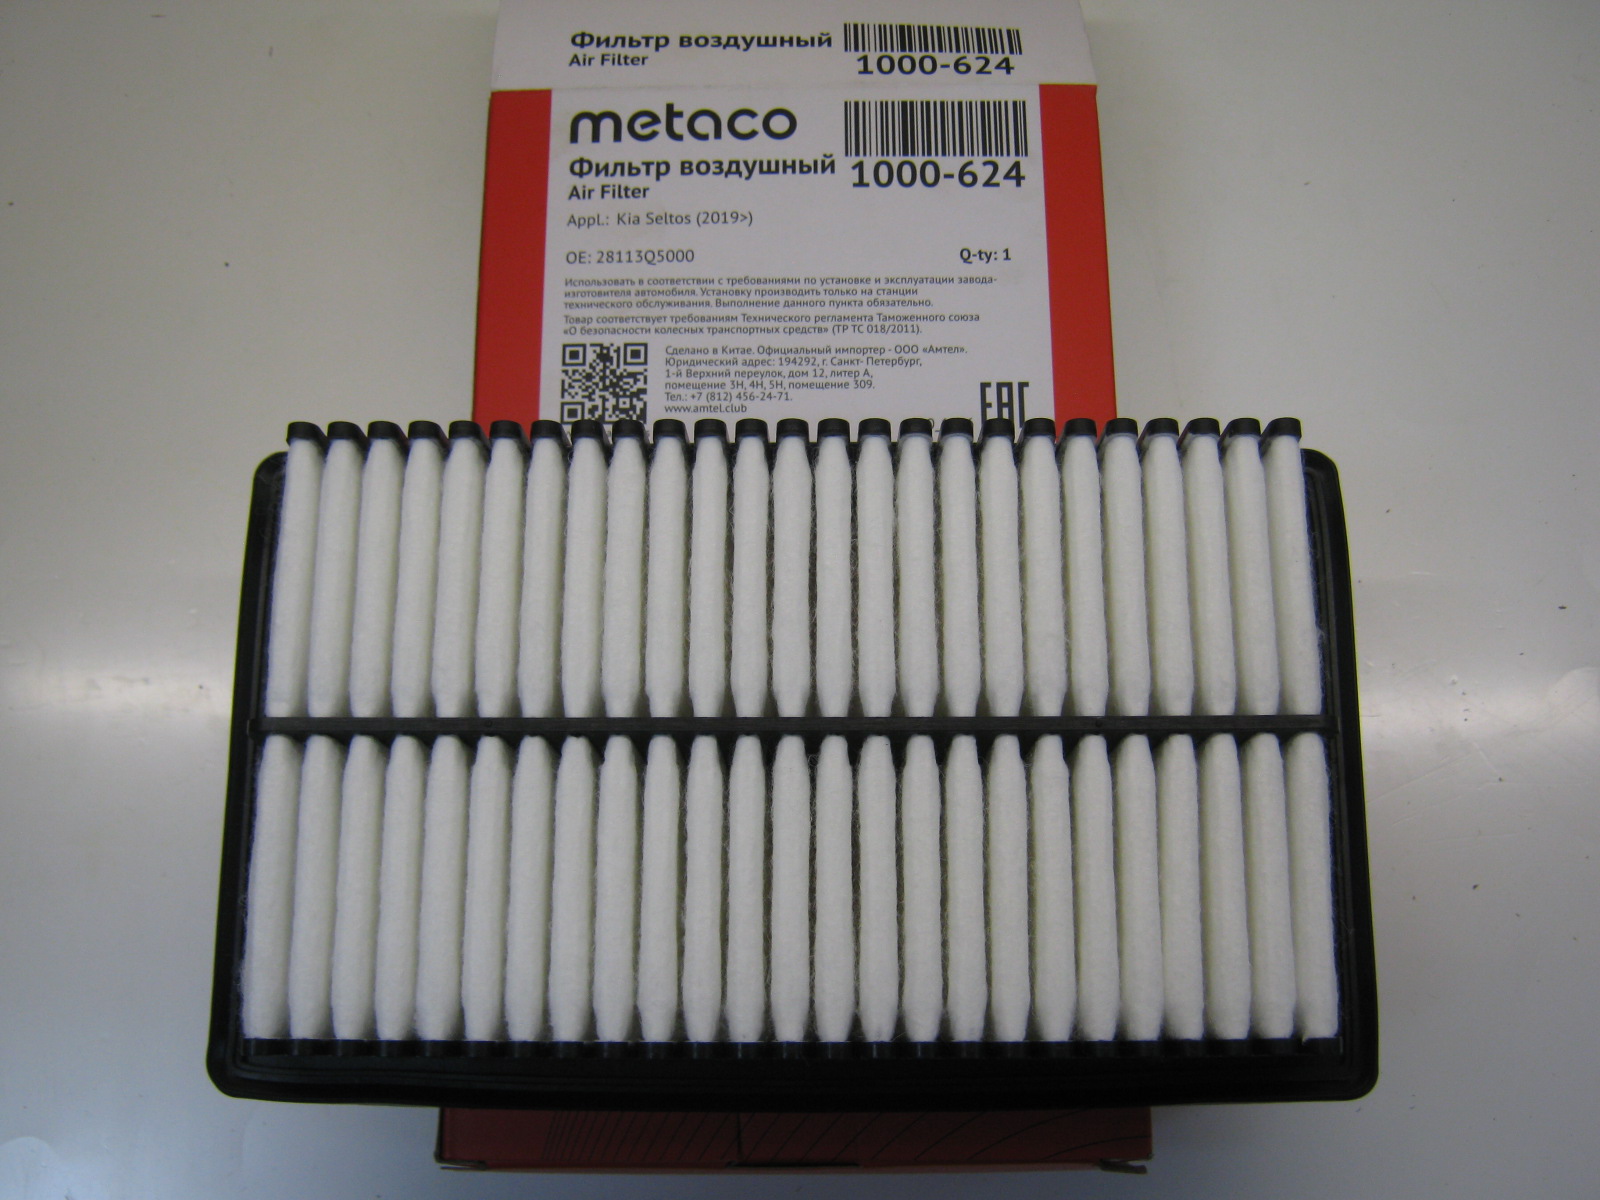 Фильтр воздушный
Air Filter
1000-624
metaco
Фильтр воздушный
Air Filter
1000-624
Appl.: Kia Seltos (2019>)
OE: 28113Q5000
Q-ty: 1
Использовать в соответствии с требованиями по установке и эксплуатации завода-
изготовителя автомобиля. Установку производить только на станции
технического обслуживания. Выполнение данного пункта обязательно.
Товар соответствует требованиям Технического регламента Таможенного союза
«О безопасности колесных транспортных средств» (ТР ТС 018/2011).
Сделано в Китае. Официальный импортер - ООО «Амтел».
Юридический адрес: 194292, г. Санкт- Петербург,
1-й Верхний переулок, дом 12, литер А,
помещение 3Н, 4Н, 5Н, помещение 309.
Тел.: +7 (812) 456-24-71.
www.amtel.club
EAC